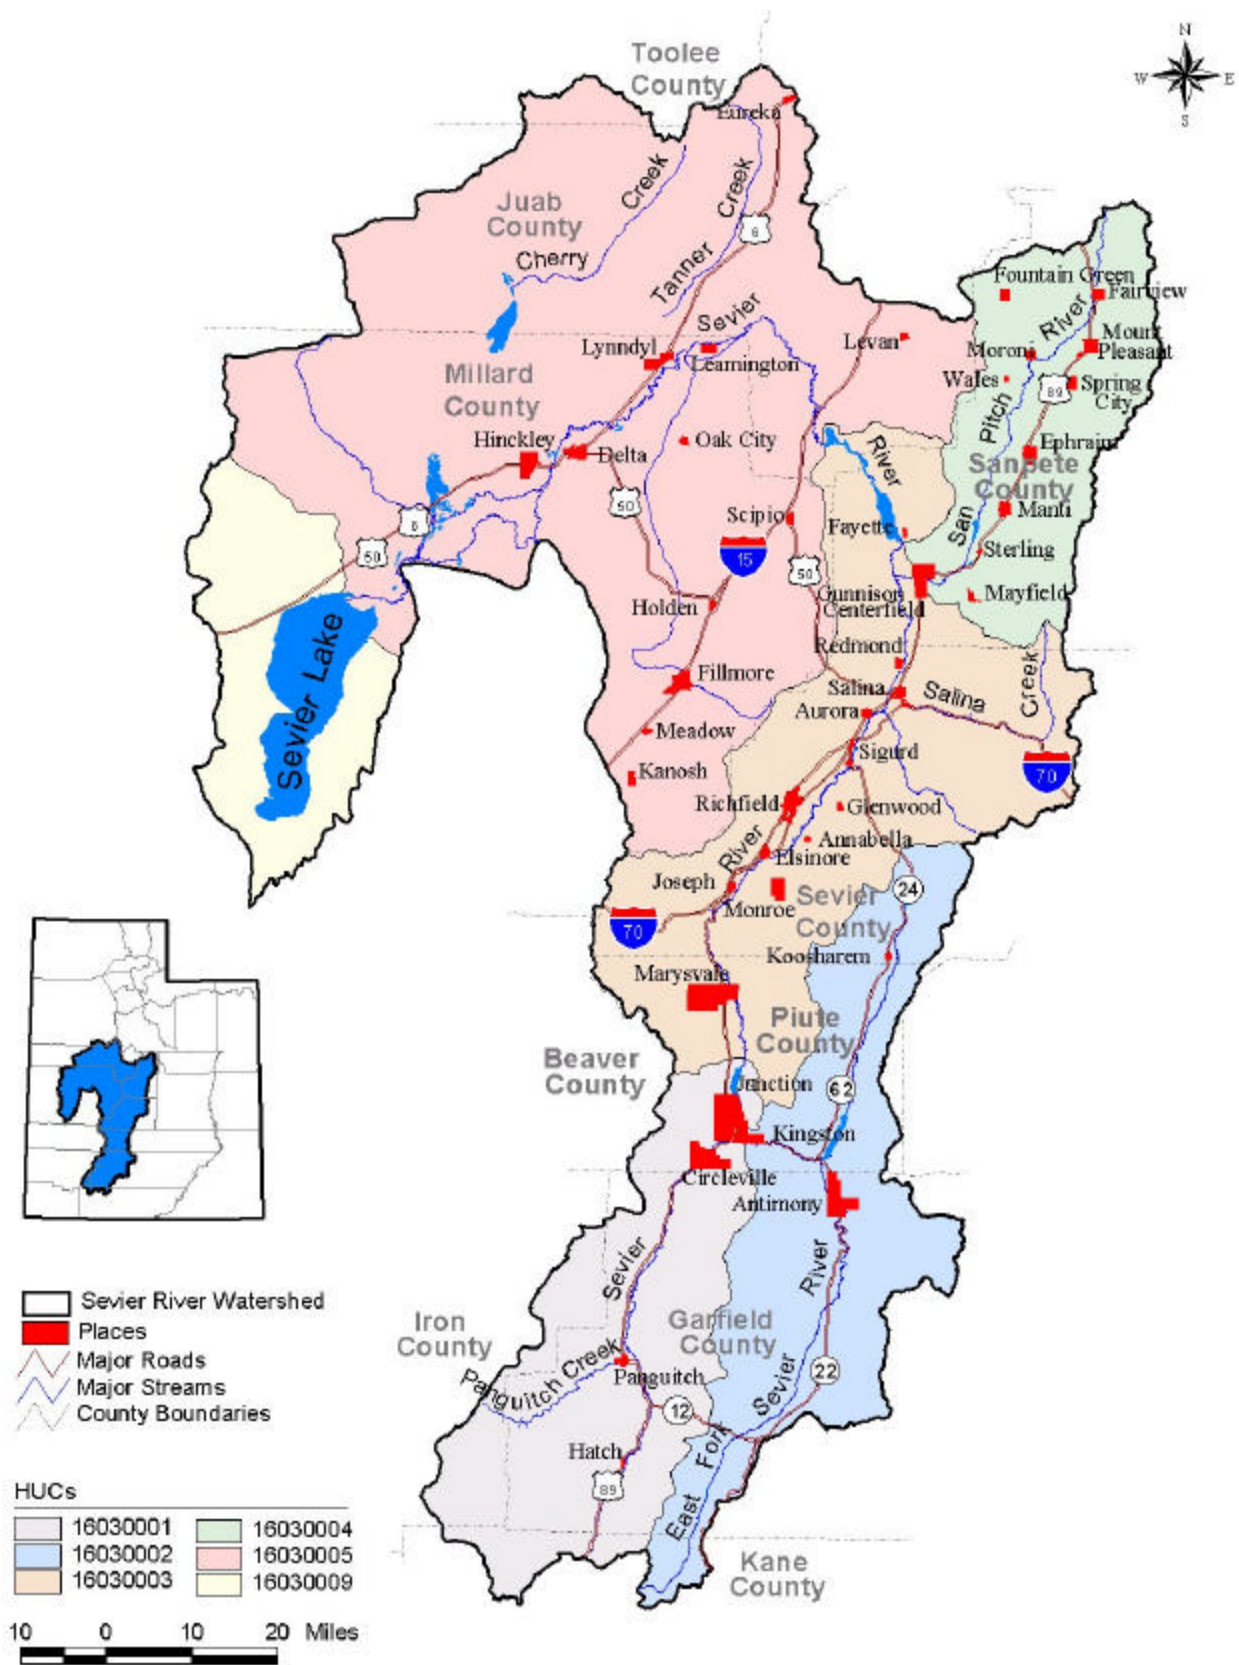 N
W E
S
Toolee
County
Eureka
Juab
County
Cherry Creek
Tanner Creek
6
Fountain Green
Fairview
River
Mount
Pleasant
Sevier
Levan
Moroni
Lynndyl
Leamington
Wales
89
Spring
City
Millard
County
Pitch
Hinckley
Delta
Oak City
River
Ephraim
Sanpete
County
6
50
Scipio
Fayette
San
Manti
50
15
50
Sterling
Gunnison
Centerfield
Mayfield
Holden
Redmond
Sevier Lake
Fillmore
Salina
Salina Creek
Aurora
Meadow
Sigurd
Kanosh
70
Richfield
Glenwood
River
Annabella
Elsinore
Joseph
Sevier
County
24
Monroe
70
Koosharem
Marysvale
Piute
County
Beaver
County
Junction
62
Kingston
Circleville
Antimony
Sevier
River
Sevier River Watershed
Places
Major Roads
Major Streams
County Boundaries
Iron
County
Garfield
County
Panguitch Creek
Panguitch
22
12
Sevier
Hatch
Fork
89
East
Kane
County
HUCs
16030001 16030004
16030002 16030005
16030003 16030009
10 0 10 20 Miles